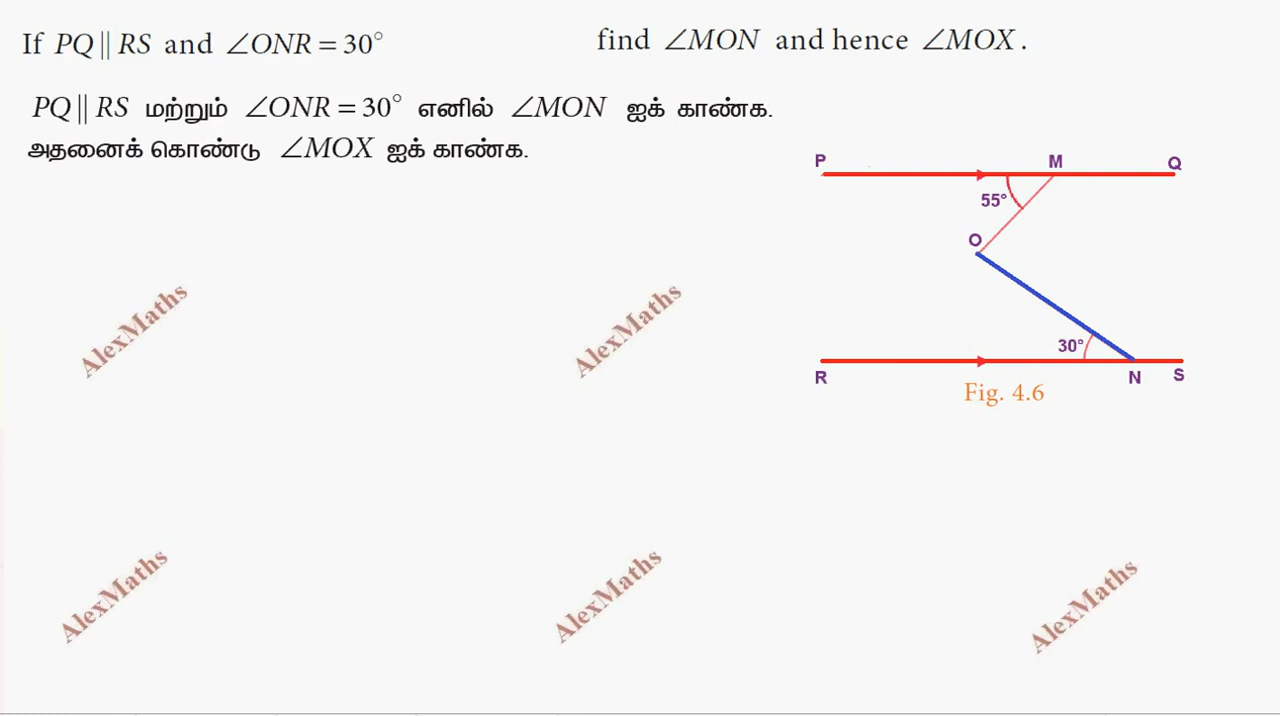 If PQ || RS and ∠ONR = 30° find ∠MON and hence ∠MOX.
PQ || RS மற்றும் ∠ONR = 30° எனில் ∠MON ஐக் காண்க.
அதனைக் கொண்டு ∠MOX ஐக் காண்க.
P M Q
55°
O
30°
R N S
Fig. 4.6
AlexMaths AlexMaths
AlexMaths AlexMaths AlexMaths